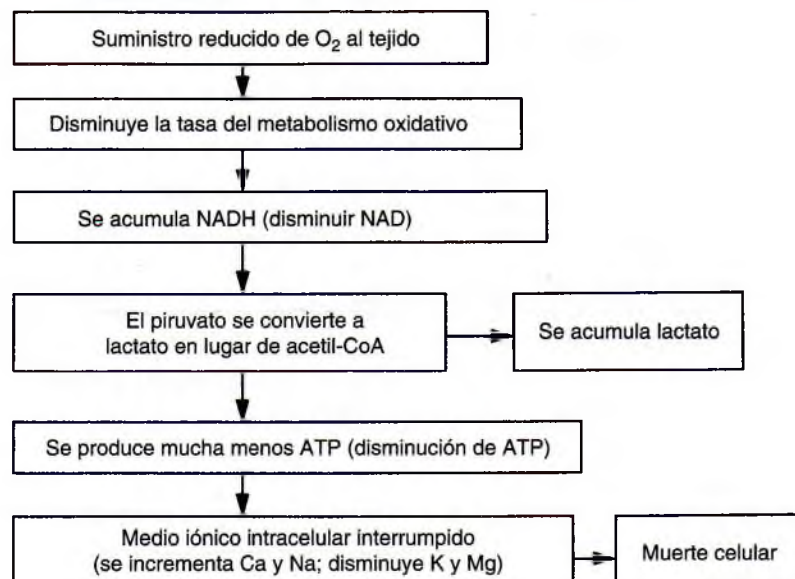 Suministro reducido de O2 al tejido
Disminuye la tasa del metabolismo oxidativo
Se acumula NADH (disminuir NAD)
El piruvato se convierte a
lactato en lugar de acetil-CoA
Se acumula lactato
Se produce mucha menos ATP (disminución de ATP)
Medio iónico intracelular interrumpido
(se incrementa Ca y Na; disminuye K y Mg)
Muerte celular